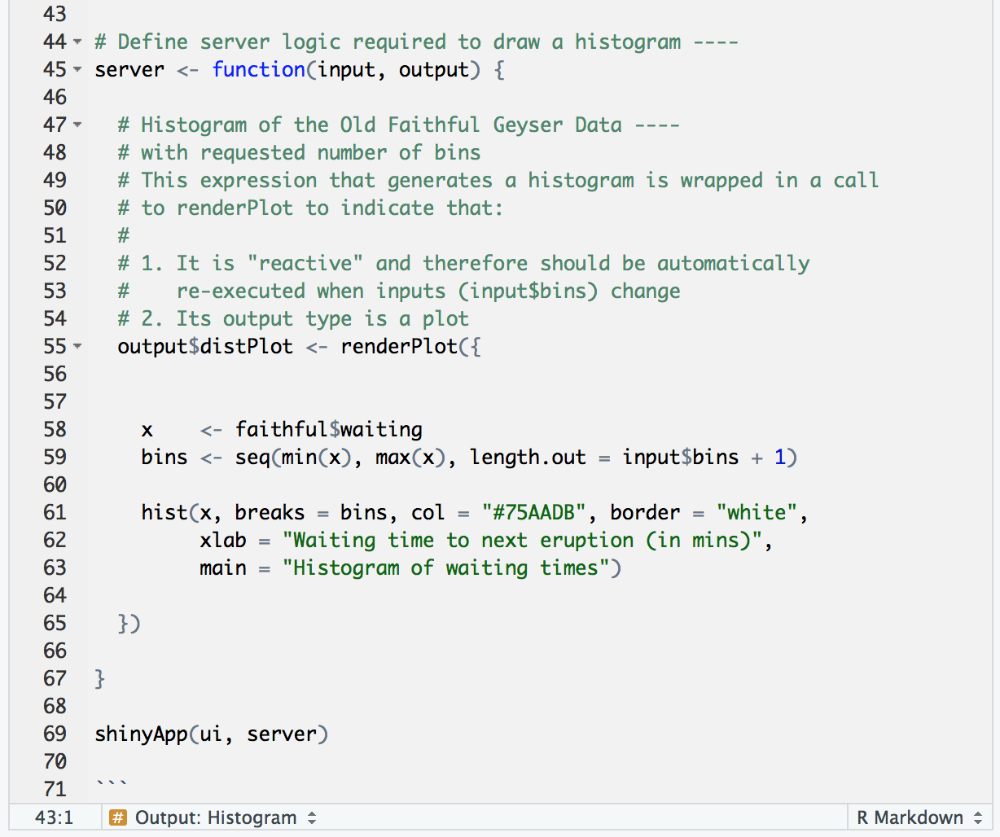 43
44 # Define server logic required to draw a histogram ----
45 server <- function(input, output) {
46
47   # Histogram of the Old Faithful Geyser Data ----
48   # with requested number of bins
49   # This expression that generates a histogram is wrapped in a call
50   # to renderPlot to indicate that:
51   #
52   # 1. It is "reactive" and therefore should be automatically
53   #    re-executed when inputs (input$bins) change
54   # 2. Its output type is a plot
55   output$distPlot <- renderPlot({
56
57
58     x    <- faithful$waiting
59     bins <- seq(min(x), max(x), length.out = input$bins + 1)
60
61     hist(x, breaks = bins, col = "#75AADB", border = "white",
62          xlab = "Waiting time to next eruption (in mins)",
63          main = "Histogram of waiting times")
64
65   })
66
67 }
68
69 shinyApp(ui, server)
70
71 ```
43:1 # Output: Histogram R Markdown